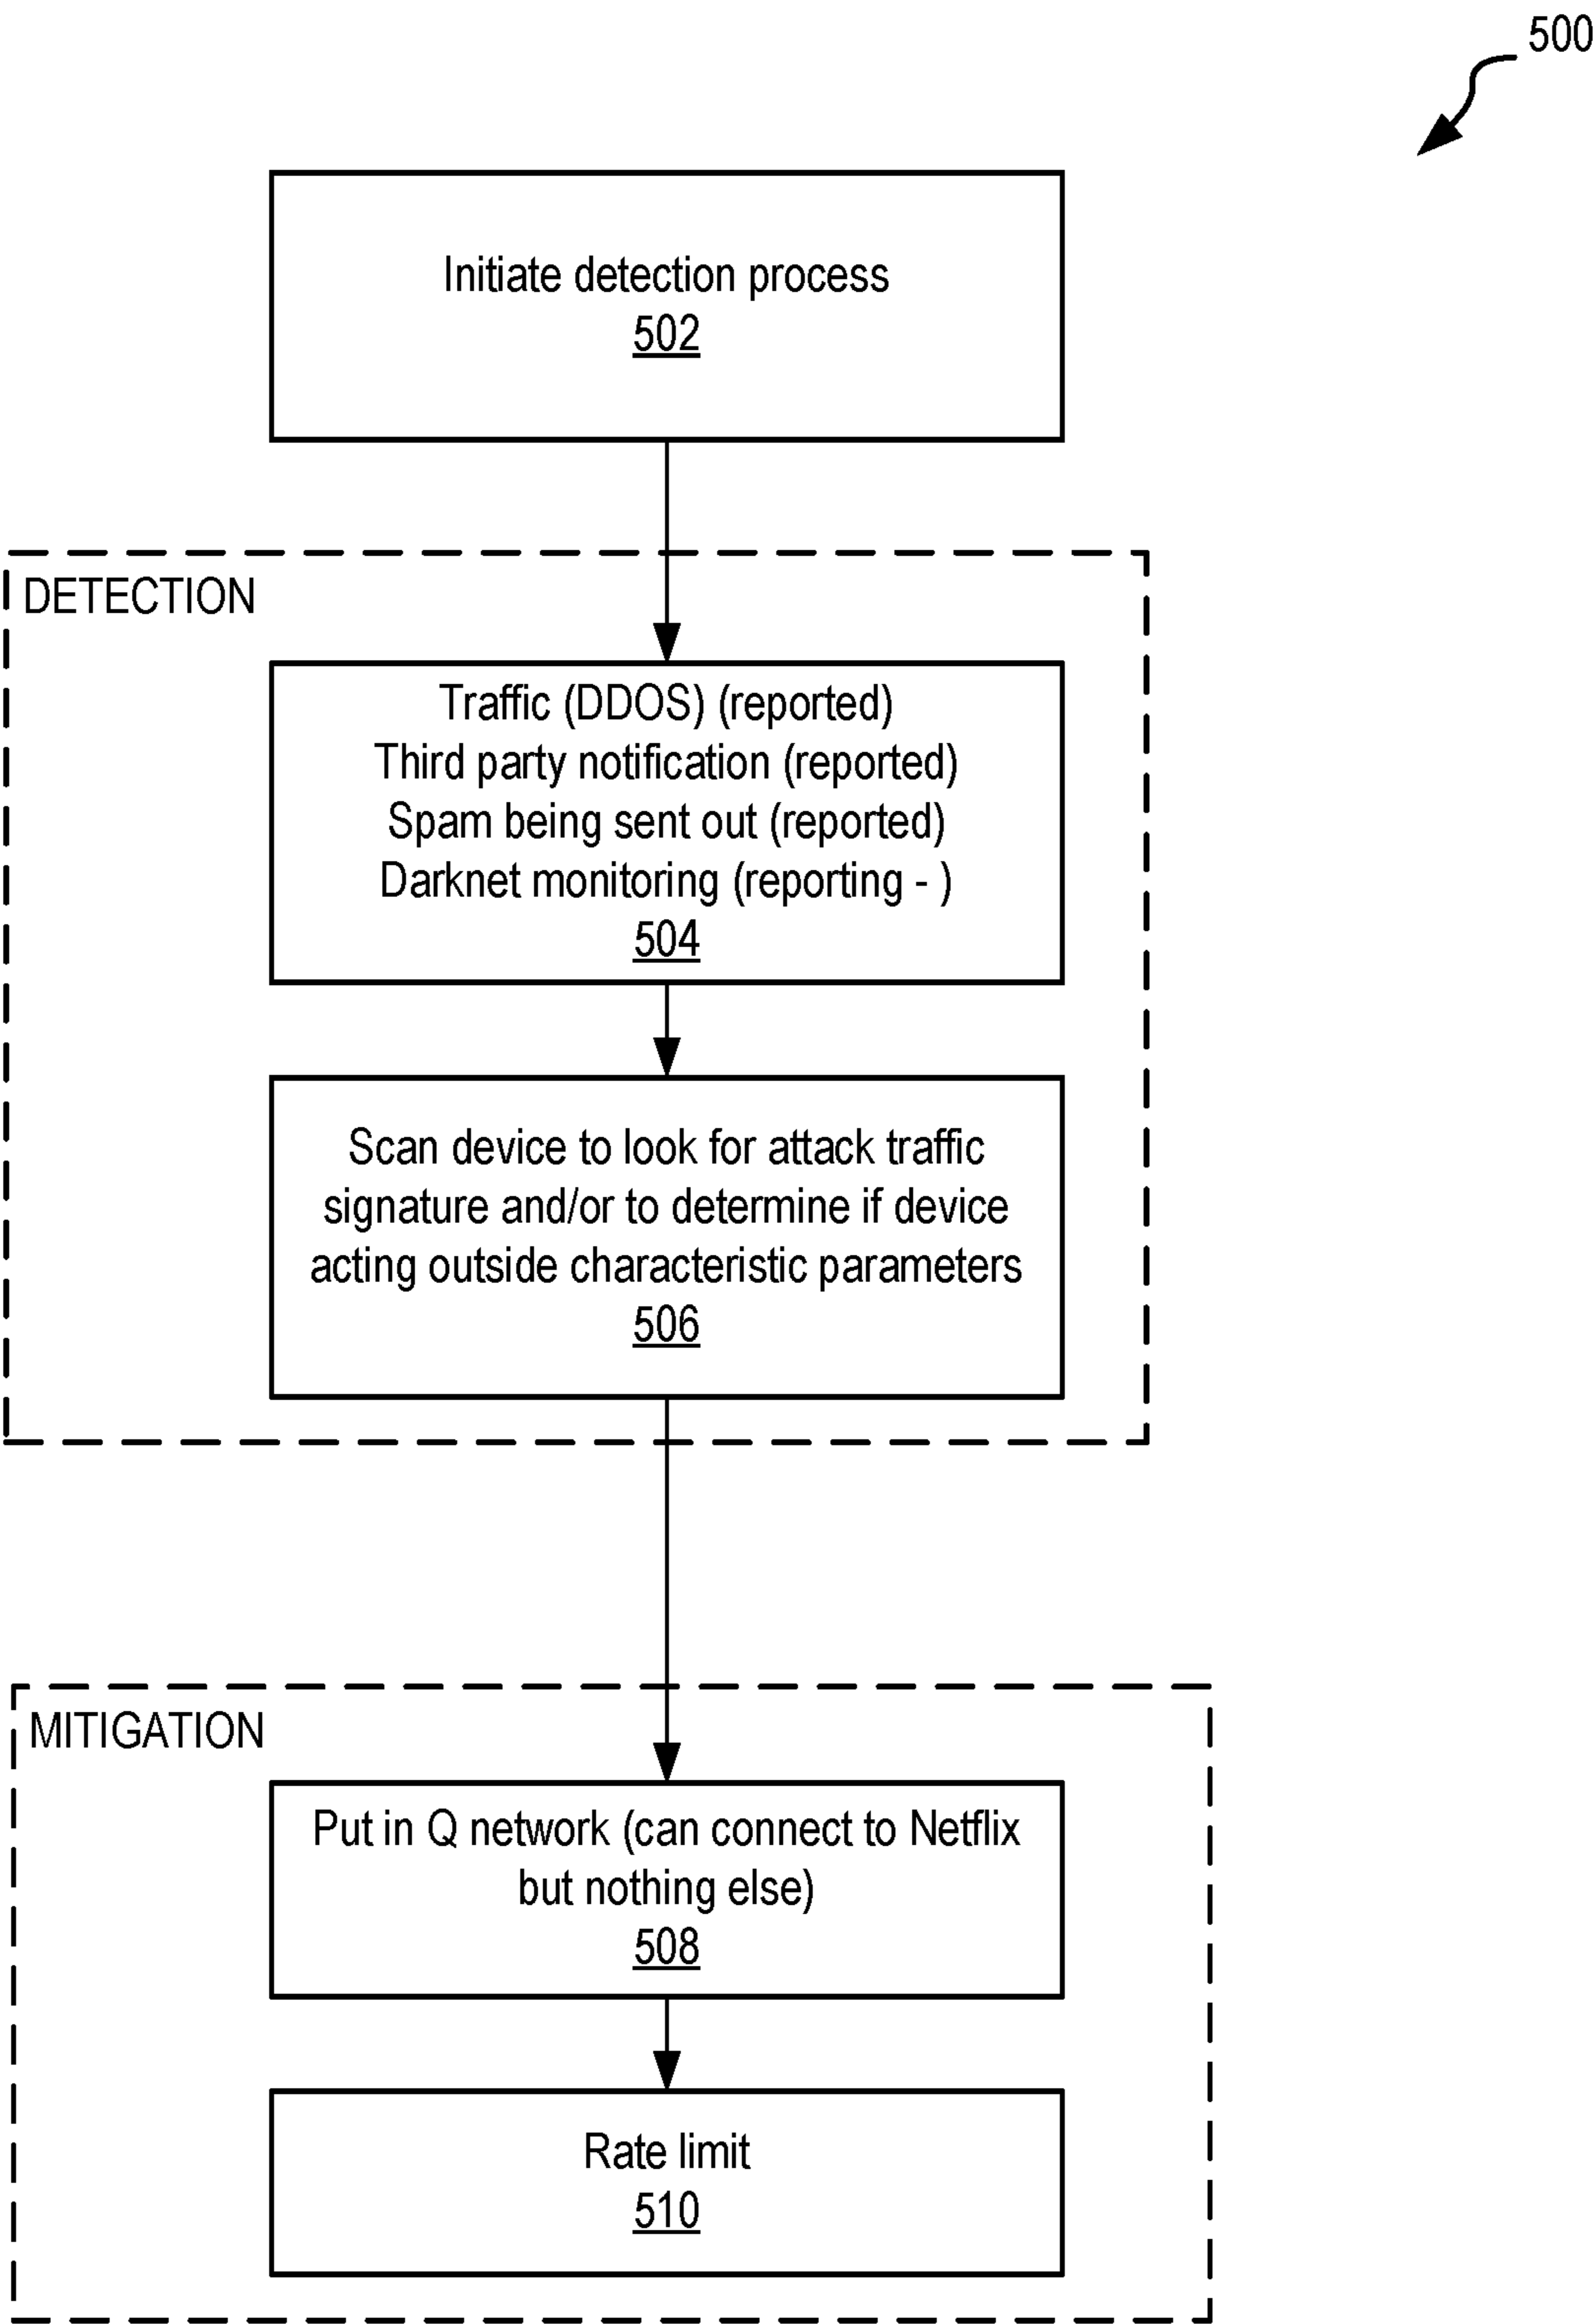 500
Initiate detection process
502
DETECTION
Traffic (DDOS) (reported)
Third party notification (reported)
Spam being sent out (reported)
Darknet monitoring (reporting - )
504
Scan device to look for attack traffic
signature and/or to determine if device
acting outside characteristic parameters
506
MITIGATION
Put in Q network (can connect to Netflix
but nothing else)
508
Rate limit
510